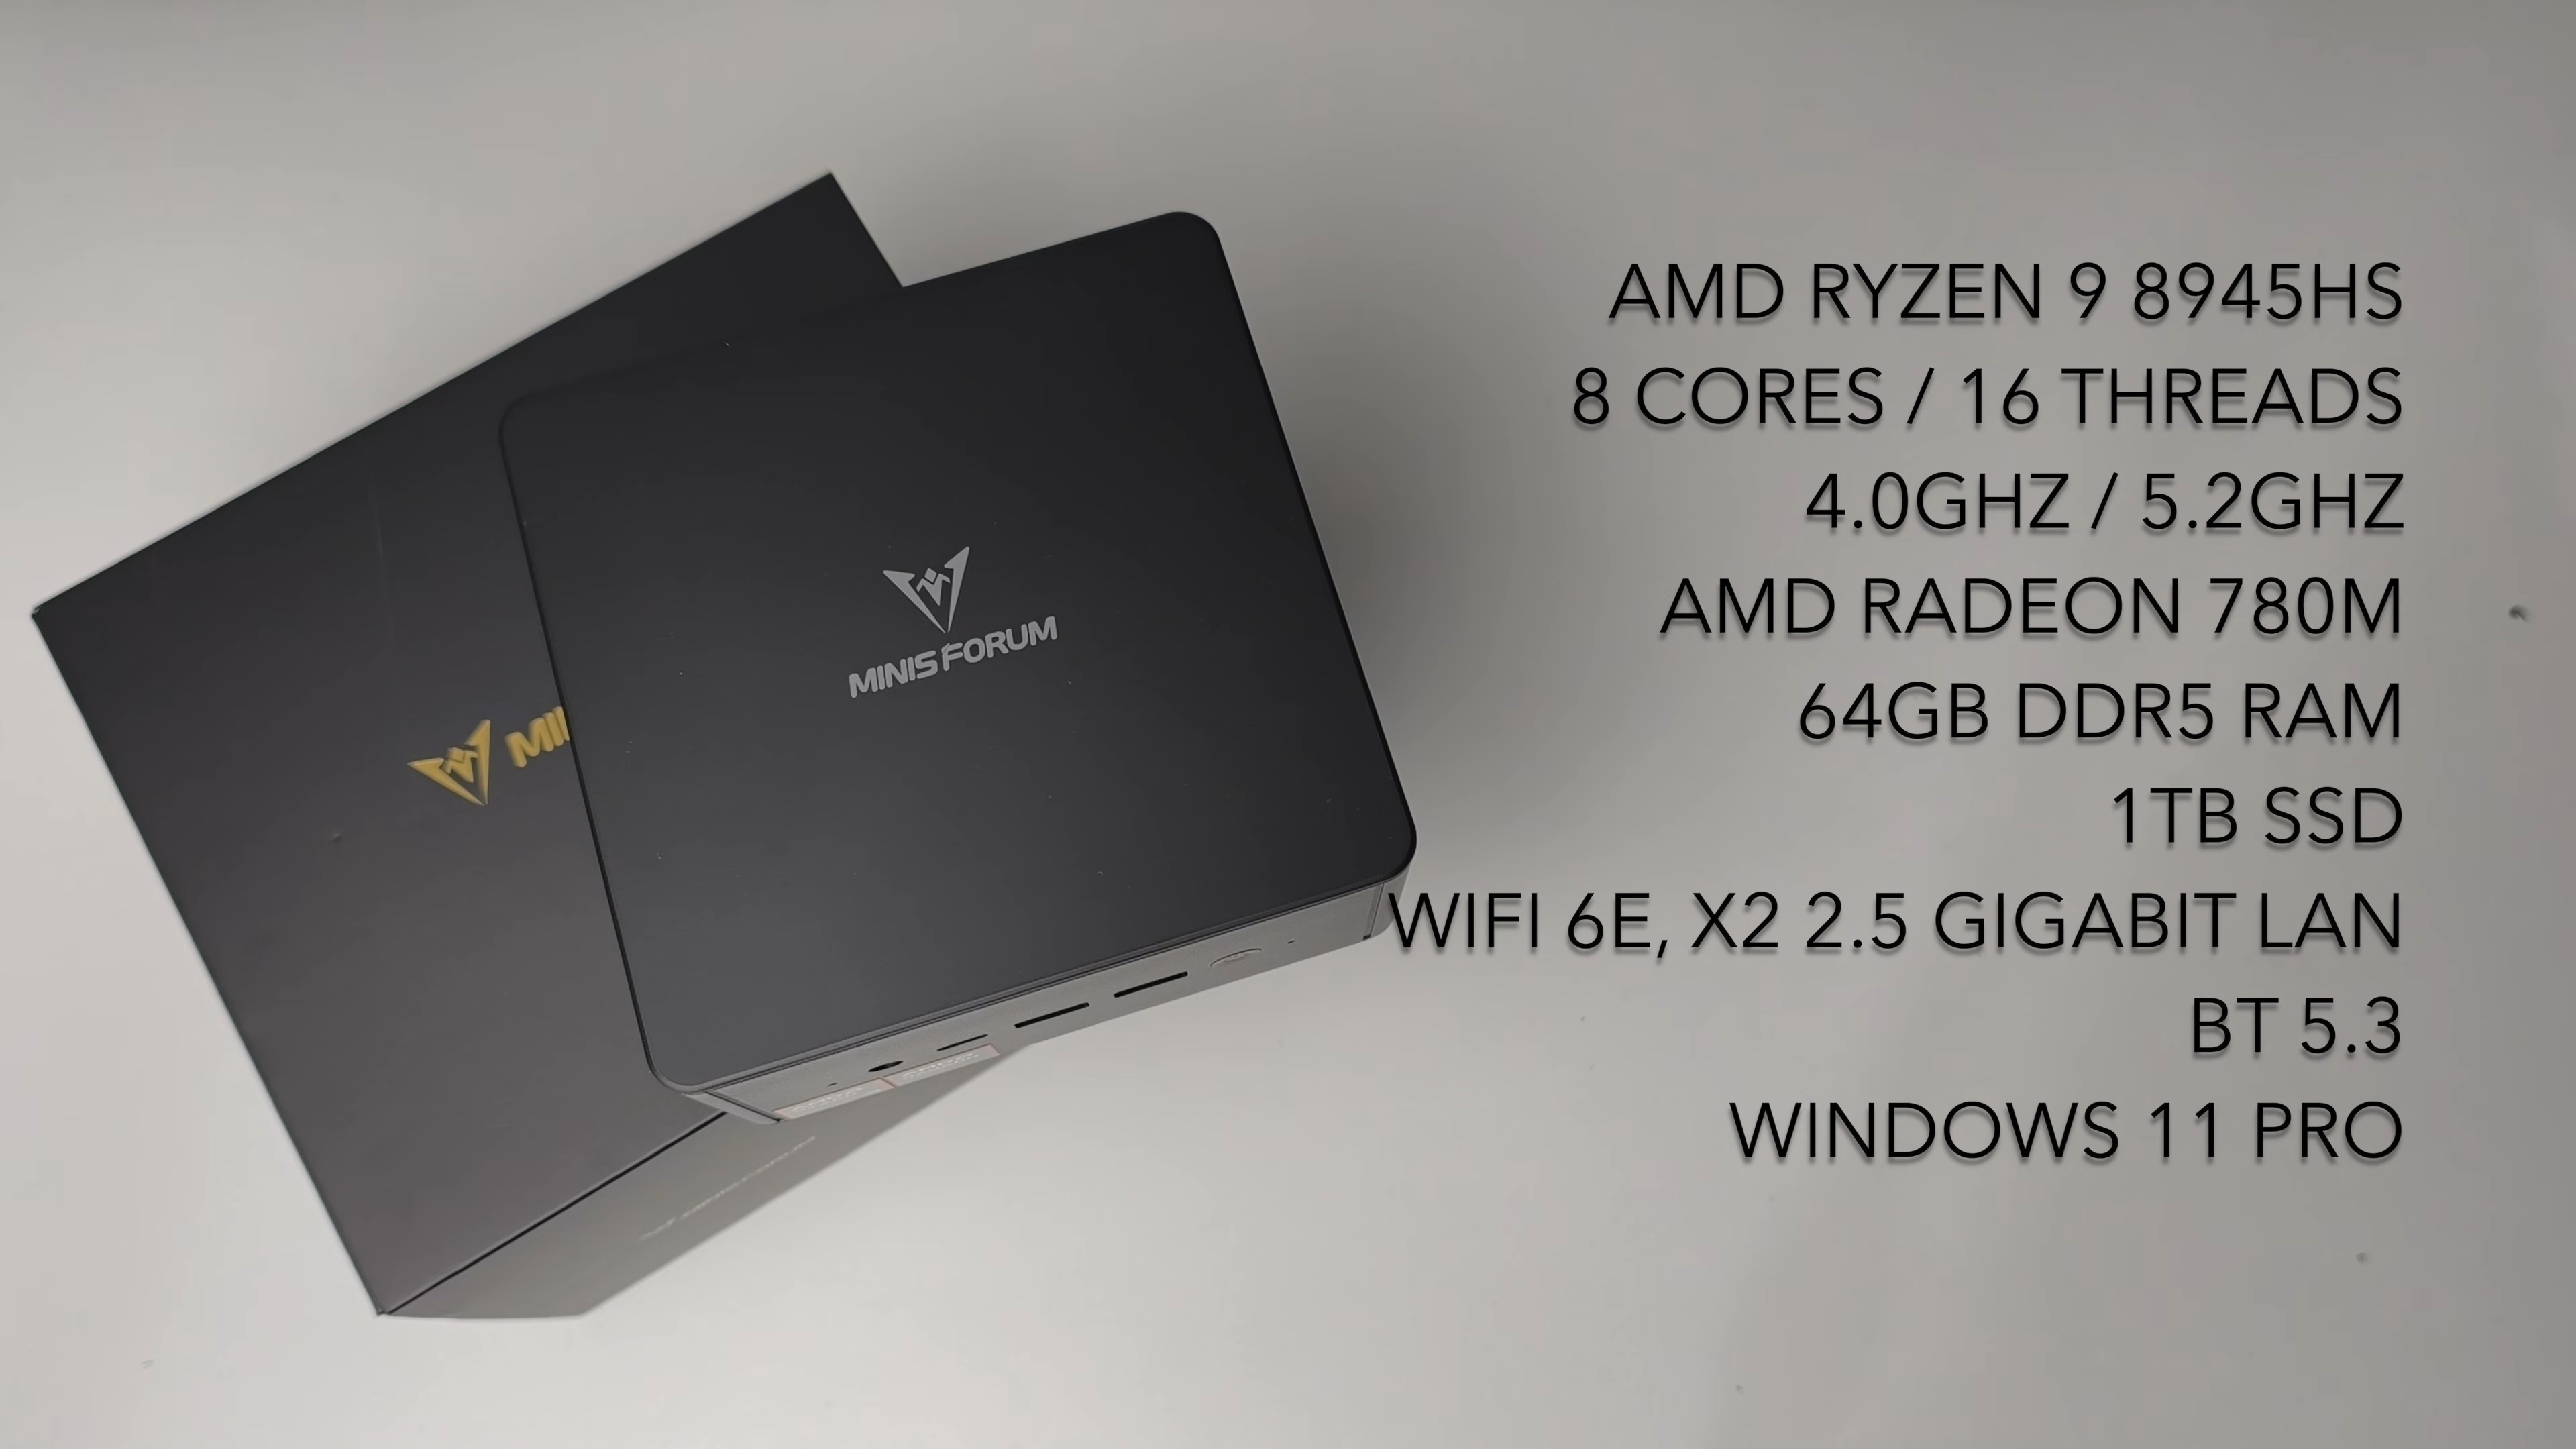 AMD RYZEN 9 8945HS
8 CORES / 16 THREADS
4.0GHZ / 5.2GHZ
AMD RADEON 780M
64GB DDR5 RAM
1TB SSD
WIFI 6E, X2 2.5 GIGABIT LAN
BT 5.3
WINDOWS 11 PRO
MINISFORUM
MINI